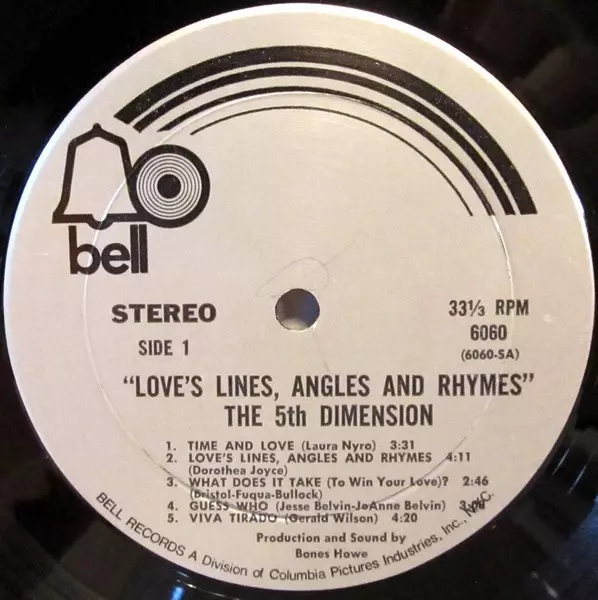 bell
STEREO
SIDE 1
33⅓ RPM
6060
(6060-SA)
"LOVE'S LINES, ANGLES AND RHYMES"
THE 5th DIMENSION
1. TIME AND LOVE (Laura Nyro) 3:31
2. LOVE'S LINES, ANGLES AND RHYMES 4:11
(Dorothea Joyce)
3. WHAT DOES IT TAKE (To Win Your Love)? 2:46
(Bristol-Fuqua-Bullock)
4. GUESS WHO (Jesse Belvin-JoAnne Belvin)
5. VIVA TIRADO (Gerald Wilson) 4:20
Production and Sound by
Bones Howe
BELL RECORDS A Division of Columbia Pictures Industries, Inc., N.Y.C.